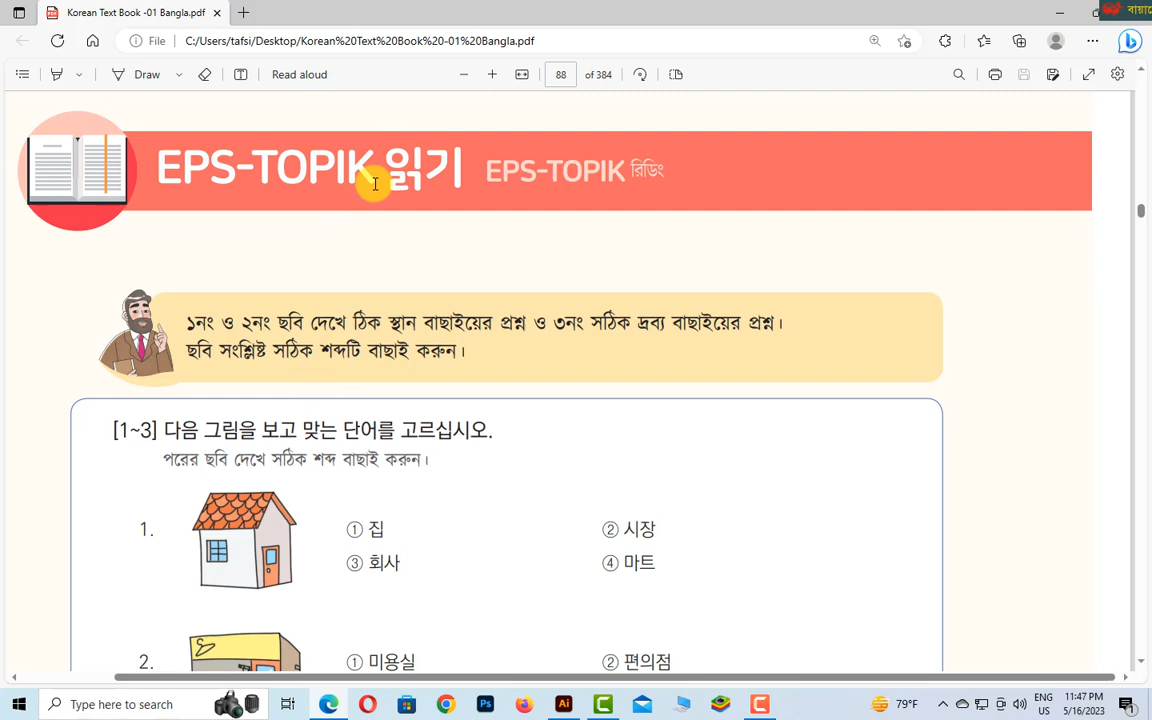 Korean Text Book -01 Bangla.pdf
বায়ান্
File C:/Users/tafsi/Desktop/Korean%20Text%20Book%20-01%20Bangla.pdf
Draw Read aloud 88 of 384
EPS-TOPIK 읽기 EPS-TOPIK রিডিং
১নং ও ২নং ছবি দেখে ঠিক স্থান বাছাইয়ের প্রশ্ন ও ৩নং সঠিক দ্রব্য বাছাইয়ের প্রশ্ন।
ছবি সংশ্লিষ্ট সঠিক শব্দটি বাছাই করুন।
[1~3] 다음 그림을 보고 맞는 단어를 고르십시오.
পরের ছবি দেখে সঠিক শব্দ বাছাই করুন।
1. ① 집 ② 시장
③ 회사 ④ 마트
2. ① 미용실 ② 편의점
Type here to search 79°F ENG 11:47 PM
US 5/16/2023 1